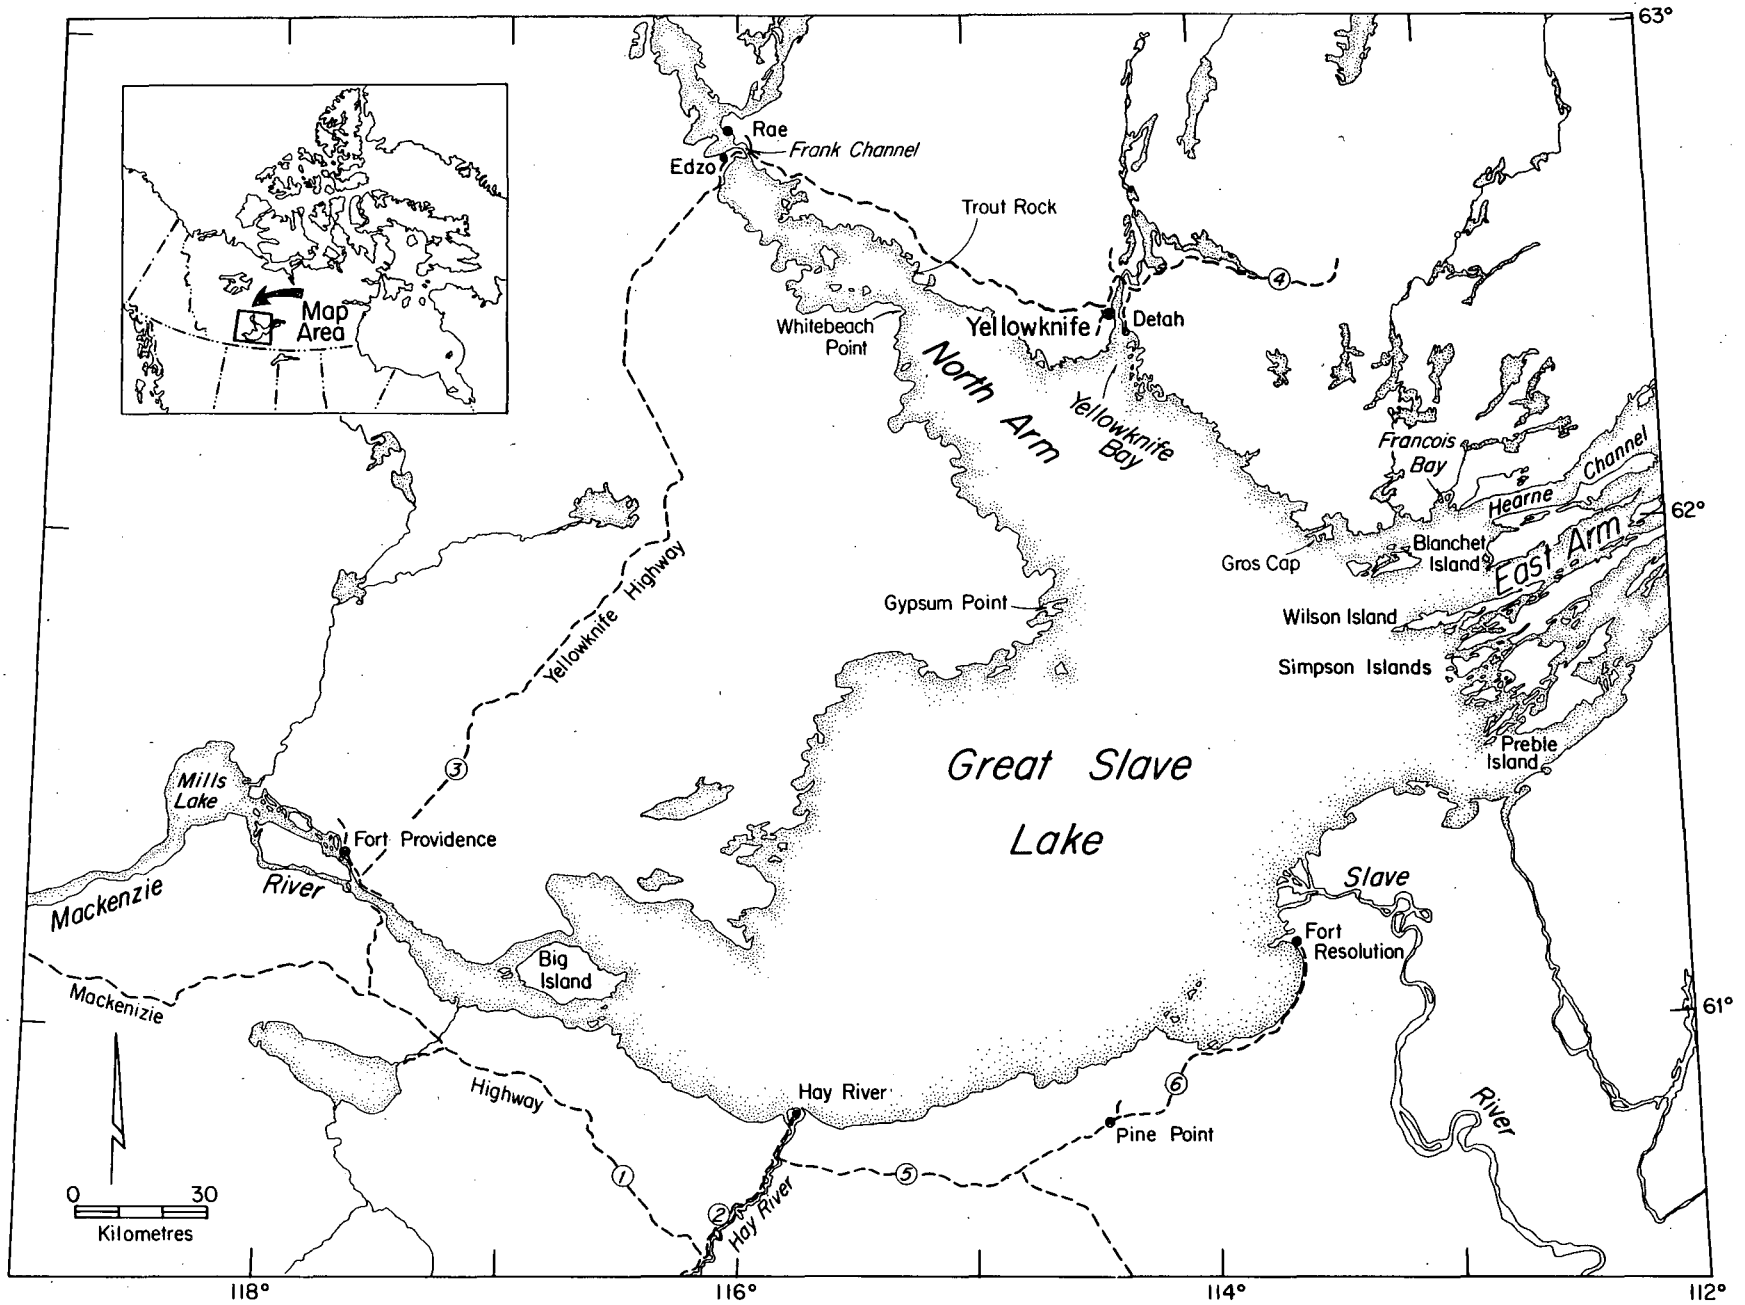 63°
Rae
Frank Channel
Edzo
Trout Rock
Map
Area
4
Whitebeach
Point
Yellowknife
Detah
North Arm
Yellowknife
Bay
Francois
Bay
Channel
Hearne
62°
Gros Cap
Blanchet
Island
East Arm
Yellowknife Highway
Gypsum Point
Wilson Island
Simpson Islands
Great Slave
Lake
Preble
Island
3
Mills
Lake
Fort Providence
Mackenzie
River
Slave
Fort
Resolution
Big
Island
Mackenizie
61°
Highway
Hay River
6
Pine Point
River
1
5
2
Hay River
0 30
Kilometres
118°
116°
114°
112°